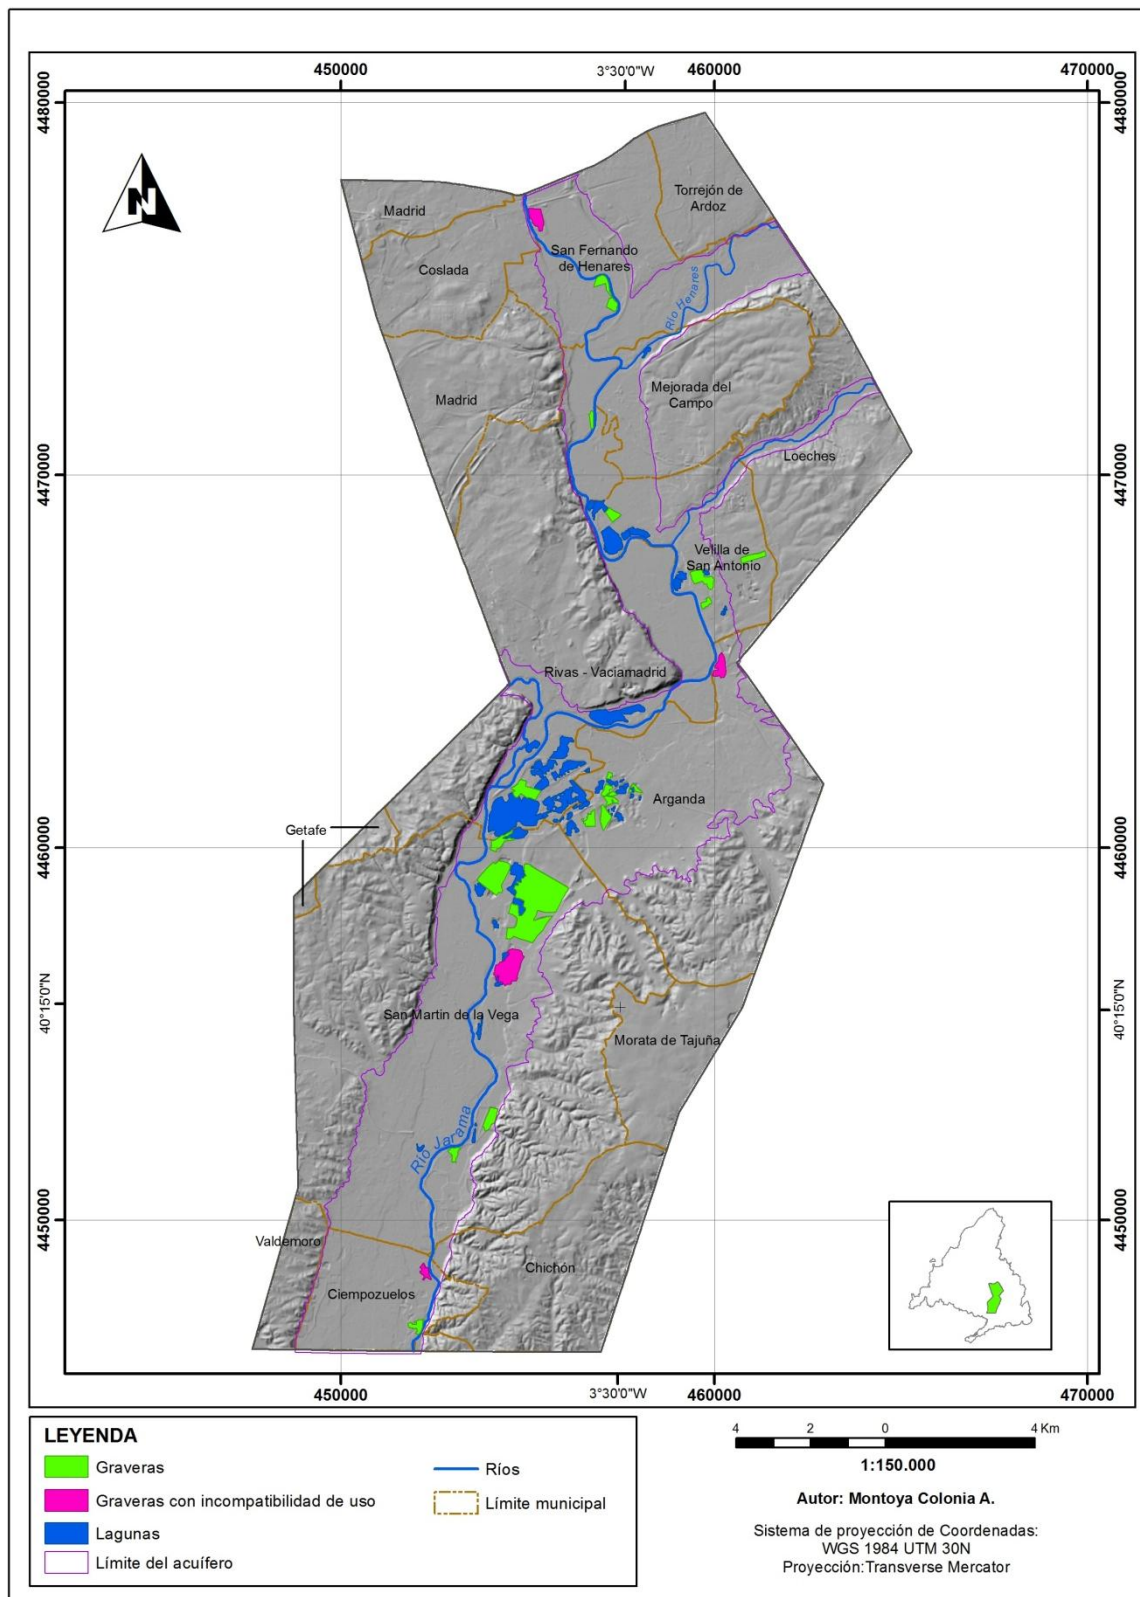 450000
3°30'0"W
460000
470000
4480000
4480000
N
Madrid
Torrejón de
Ardoz
San Fernando
de Henares
Coslada
Río Henares
Mejorada del
Campo
Madrid
Loeches
4470000
4470000
Velilla de
San Antonio
Rivas - Vaciamadrid
Arganda
Getafe
4460000
4460000
40°15'0"N
40°15'0"N
San Martin de la Vega
Morata de Tajuña
Río Jarama
4450000
4450000
Valdemoro
Chichón
Ciempozuelos
450000
3°30'0"W
460000
470000
LEYENDA
Graveras
Graveras con incompatibilidad de uso
Lagunas
Límite del acuífero
Ríos
Límite municipal
4 2 0 4 Km
1:150.000
Autor: Montoya Colonia A.
Sistema de proyección de Coordenadas:
WGS 1984 UTM 30N
Proyección:Transverse Mercator